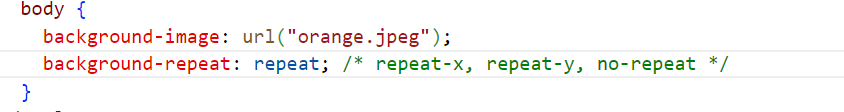 body {
  background-image: url("orange.jpeg");
  background-repeat: repeat; /* repeat-x, repeat-y, no-repeat */
}